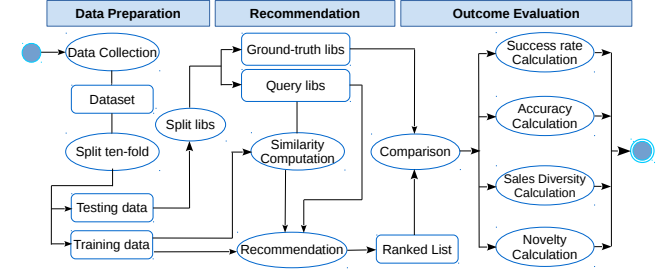 Data Preparation
Recommendation
Outcome Evaluation
Data Collection
Dataset
Split ten-fold
Testing data
Training data
Split libs
Ground-truth libs
Query libs
Similarity
Computation
Recommendation
Comparison
Ranked List
Success rate
Calculation
Accuracy
Calculation
Sales Diversity
Calculation
Novelty
Calculation